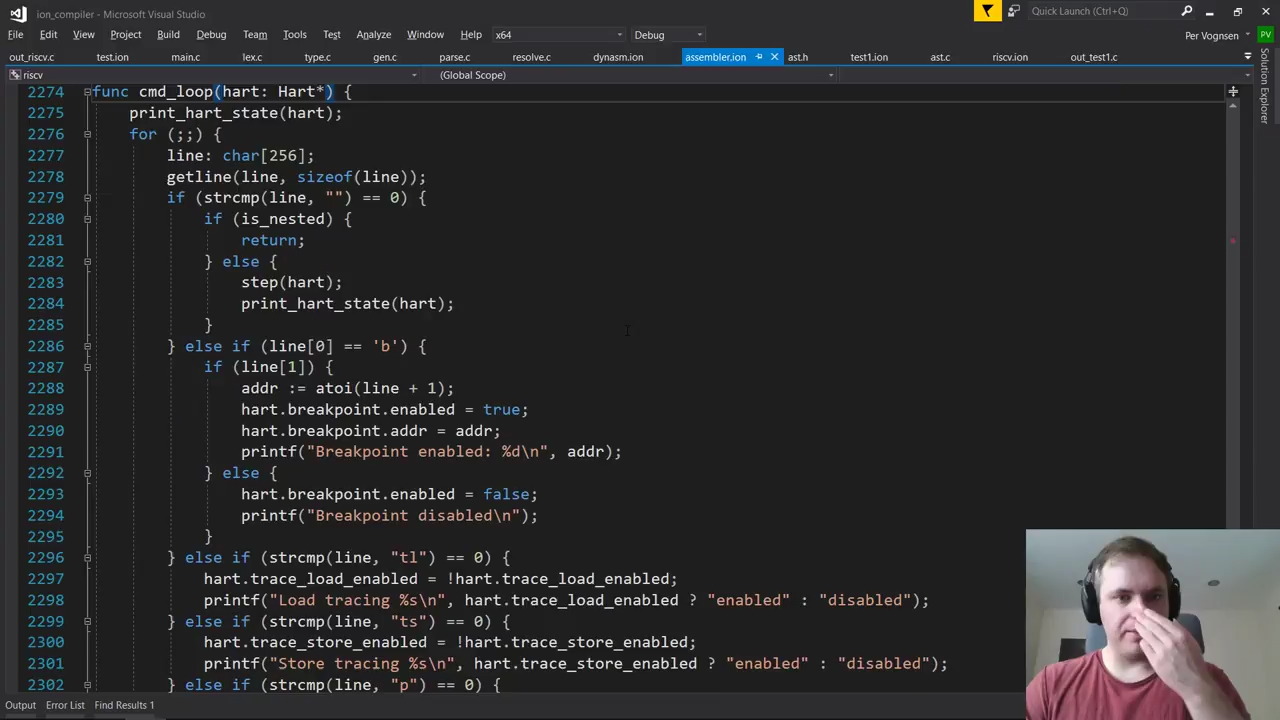 ion_compiler - Microsoft Visual Studio
Quick Launch (Ctrl+Q)
File Edit View Project Build Debug Team Tools Test Analyze Window Help x64 Debug
Per Vognsen PV
out_riscv.c test.ion main.c lex.c type.c gen.c parse.c resolve.c dynasm.ion assembler.ion ast.h test1.ion ast.c riscv.ion out_test1.c
riscv (Global Scope)
Solution Explorer
2274 func cmd_loop(hart: Hart*) {
2275 print_hart_state(hart);
2276 for (;;) {
2277 line: char[256];
2278 getline(line, sizeof(line));
2279 if (strcmp(line, "") == 0) {
2280 if (is_nested) {
2281 return;
2282 } else {
2283 step(hart);
2284 print_hart_state(hart);
2285 }
2286 } else if (line[0] == 'b') {
2287 if (line[1]) {
2288 addr := atoi(line + 1);
2289 hart.breakpoint.enabled = true;
2290 hart.breakpoint.addr = addr;
2291 printf("Breakpoint enabled: %d\n", addr);
2292 } else {
2293 hart.breakpoint.enabled = false;
2294 printf("Breakpoint disabled\n");
2295 }
2296 } else if (strcmp(line, "tl") == 0) {
2297 hart.trace_load_enabled = !hart.trace_load_enabled;
2298 printf("Load tracing %s\n", hart.trace_load_enabled ? "enabled" : "disabled");
2299 } else if (strcmp(line, "ts") == 0) {
2300 hart.trace_store_enabled = !hart.trace_store_enabled;
2301 printf("Store tracing %s\n", hart.trace_store_enabled ? "enabled" : "disabled");
2302 } else if (strcmp(line, "p") == 0) {
Output Error List Find Results 1